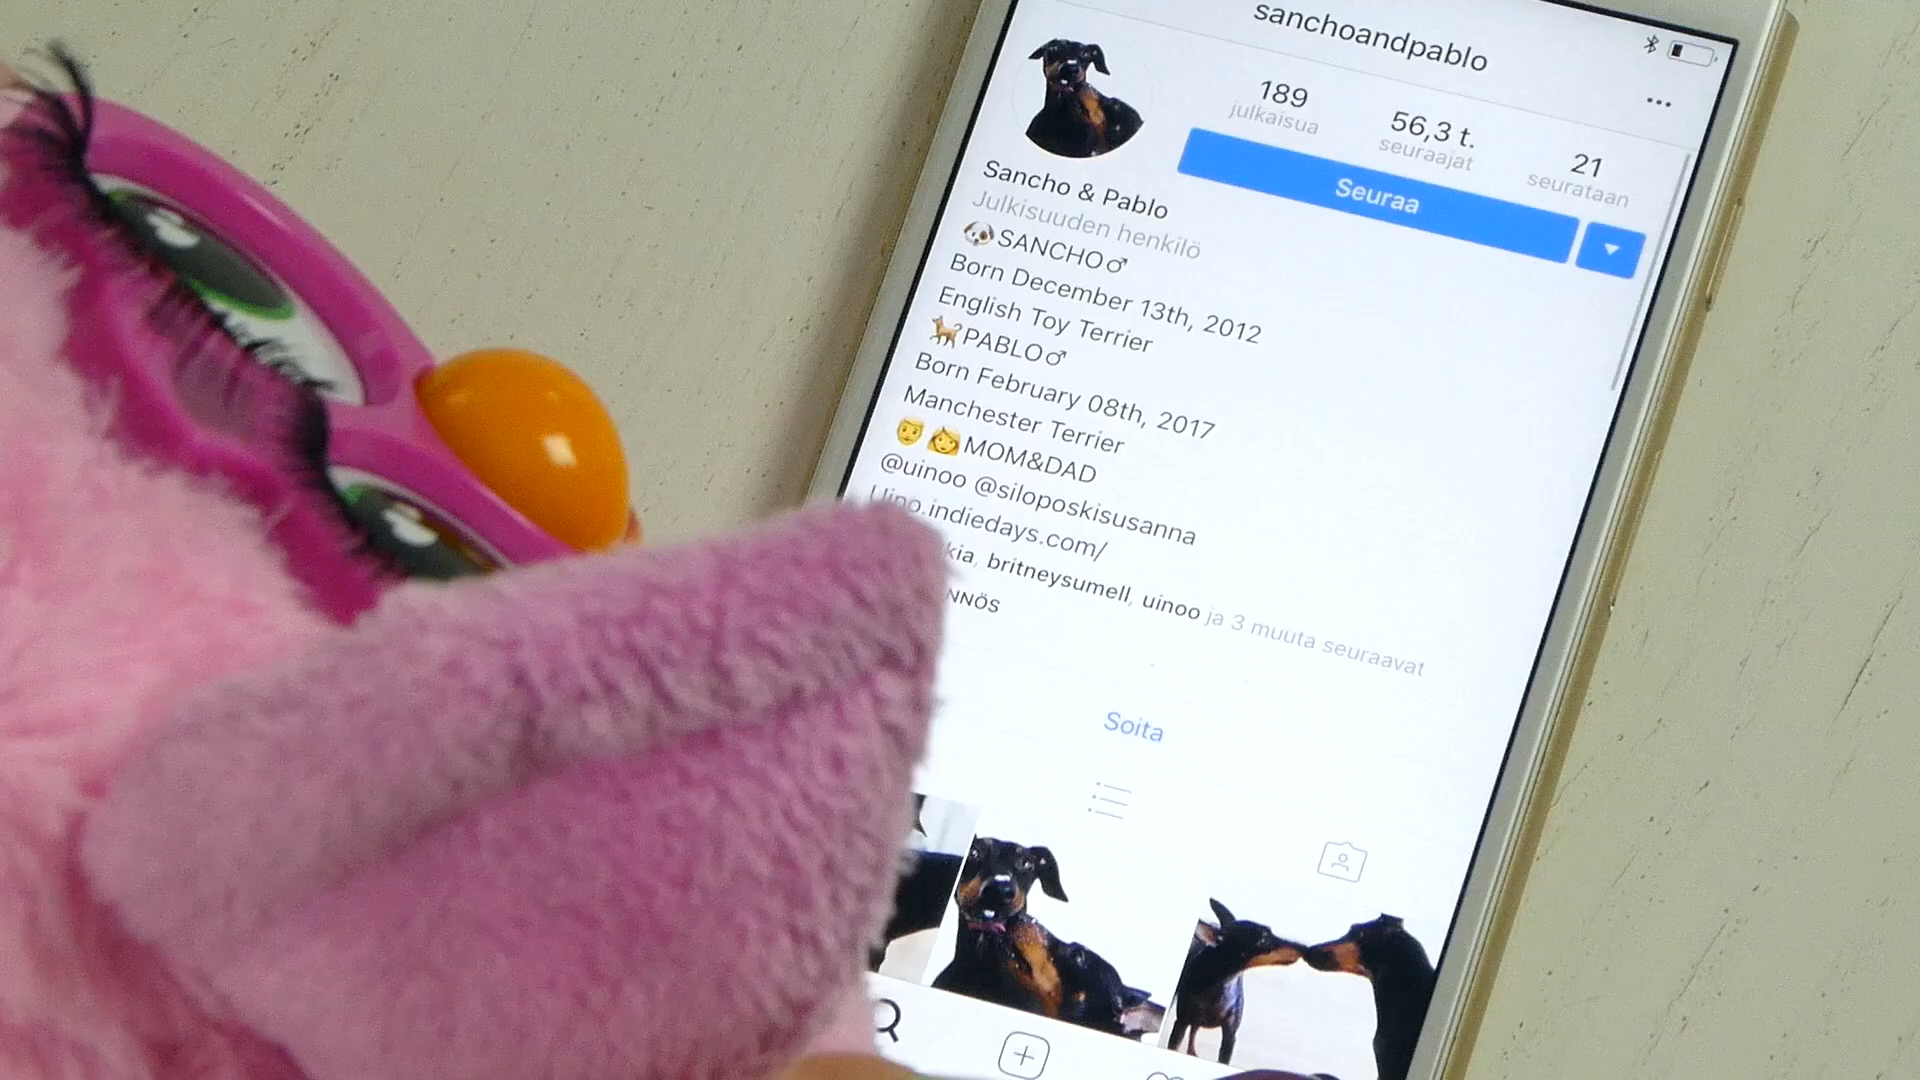 sanchoandpablo
189
julkaisua
56,3 t.
seuraajat
21
seurataan
Seuraa
Sancho & Pablo
Julkisuuden henkilö
🐶SANCHO♂
Born December 13th, 2012
English Toy Terrier
🐕PABLO♂
Born February 08th, 2017
Manchester Terrier
👨👩MOM&DAD
@uinoo @siloposkisusanna
Uino.indiedays.com/
britneysumell, uinoo ja 3 muuta seuraavat
Soita